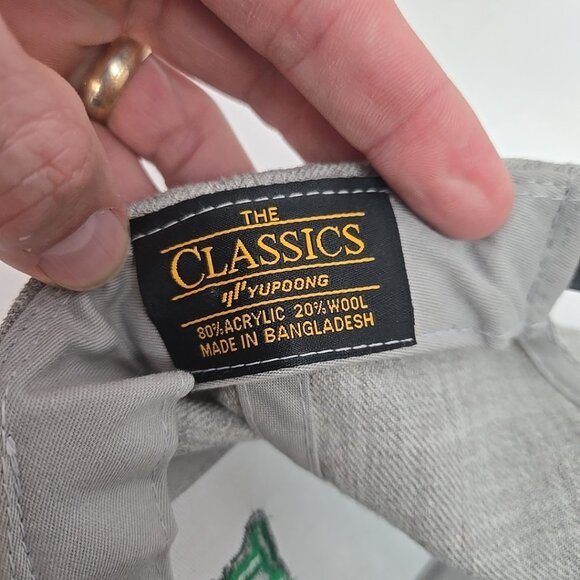 THE
CLASSICS
YUPOONG
80% ACRYLIC 20% WOOL
MADE IN BANGLADESH